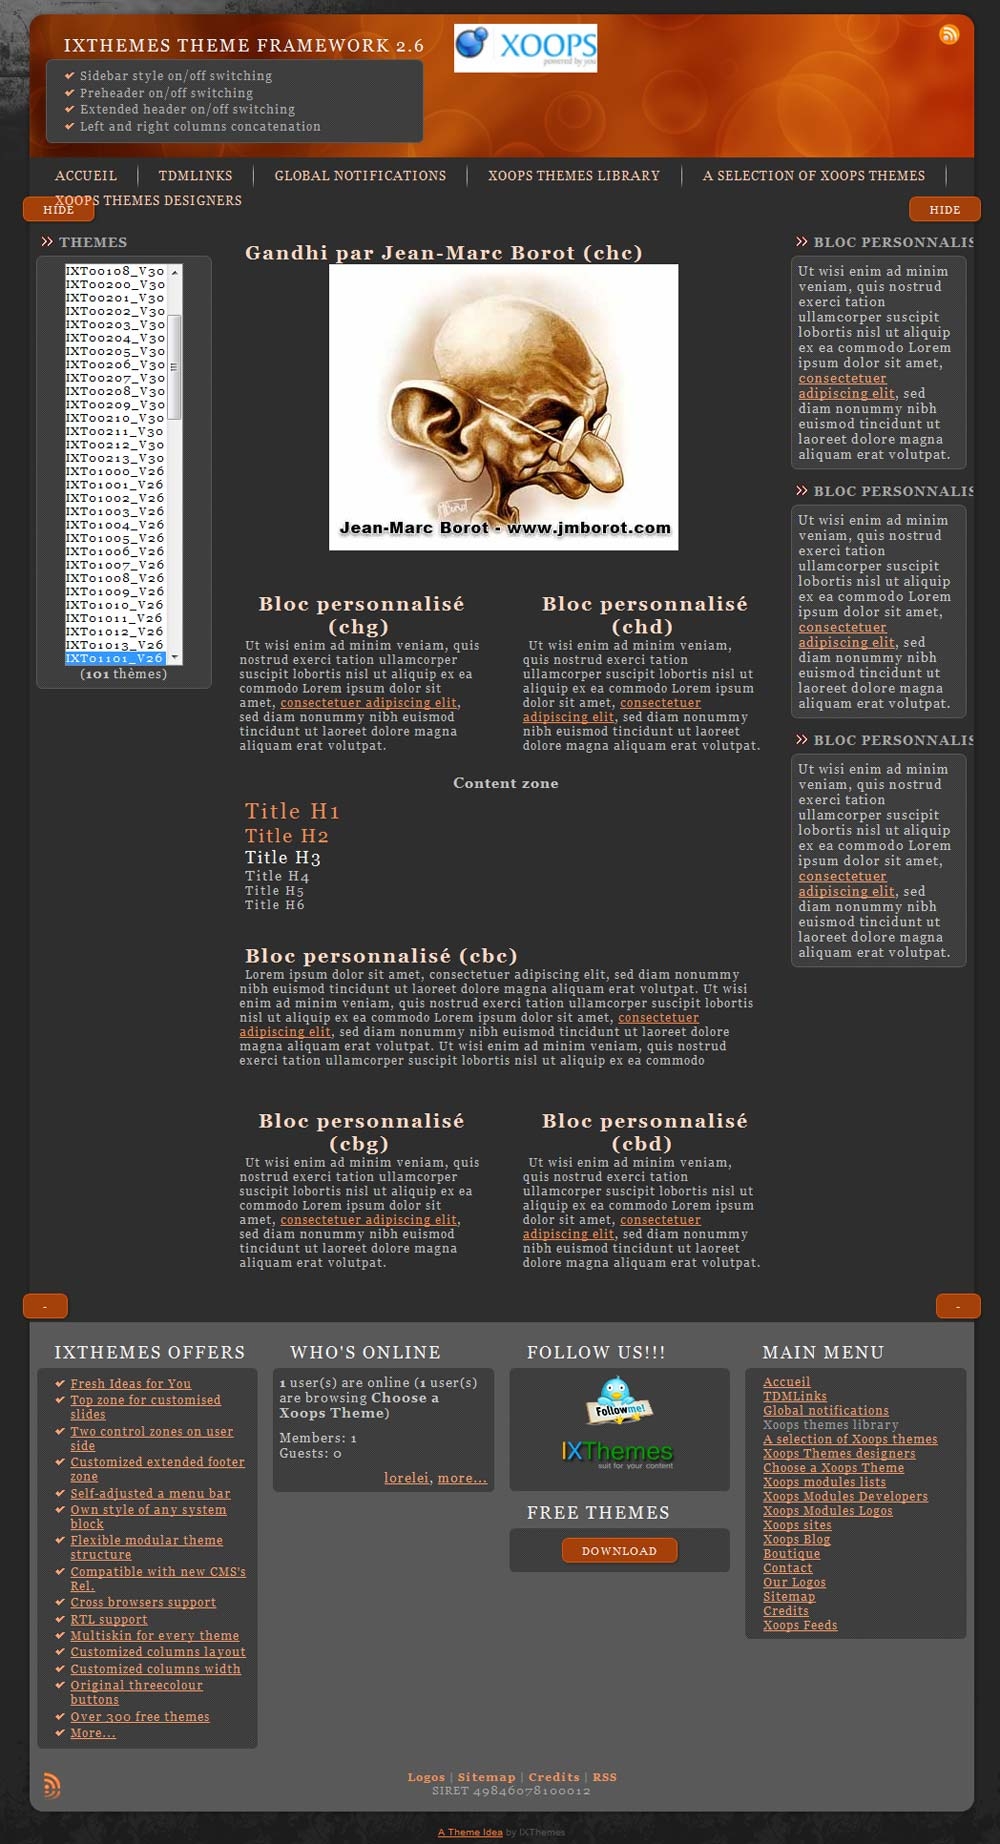 IXTHEMES THEME FRAMEWORK 2.6
XOOPS
powered by you
Sidebar style on/off switching
Preheader on/off switching
Extended header on/off switching
Left and right columns concatenation
ACCUEIL
TDMLINKS
GLOBAL NOTIFICATIONS
XOOPS THEMES LIBRARY
A SELECTION OF XOOPS THEMES
XOOPS THEMES DESIGNERS
HIDE
HIDE
THEMES
IXT00108_V30
IXT00200_V30
IXT00201_V30
IXT00202_V30
IXT00203_V30
IXT00204_V30
IXT00205_V30
IXT00206_V30
IXT00207_V30
IXT00208_V30
IXT00209_V30
IXT00210_V30
IXT00211_V30
IXT00212_V30
IXT00213_V30
IXT01000_V26
IXT01001_V26
IXT01002_V26
IXT01003_V26
IXT01004_V26
IXT01005_V26
IXT01006_V26
IXT01007_V26
IXT01008_V26
IXT01009_V26
IXT01010_V26
IXT01011_V26
IXT01012_V26
IXT01013_V26
IXT01101_V26
(101 thèmes)
Gandhi par Jean-Marc Borot (chc)
JMBorot
Jean-Marc Borot - www.jmborot.com
Bloc personnalisé
(chg)
Ut wisi enim ad minim veniam, quis
nostrud exerci tation ullamcorper
suscipit lobortis nisl ut aliquip ex ea
commodo Lorem ipsum dolor sit
amet, consectetuer adipiscing elit,
sed diam nonummy nibh euismod
tincidunt ut laoreet dolore magna
aliquam erat volutpat.
Bloc personnalisé
(chd)
Ut wisi enim ad minim veniam,
quis nostrud exerci tation
ullamcorper suscipit lobortis nisl ut
aliquip ex ea commodo Lorem ipsum
dolor sit amet, consectetuer
adipiscing elit, sed diam nonummy
nibh euismod tincidunt ut laoreet
dolore magna aliquam erat volutpat.
Content zone
Title H1
Title H2
Title H3
Title H4
Title H5
Title H6
Bloc personnalisé (cbc)
Lorem ipsum dolor sit amet, consectetuer adipiscing elit, sed diam nonummy
nibh euismod tincidunt ut laoreet dolore magna aliquam erat volutpat. Ut wisi
enim ad minim veniam, quis nostrud exerci tation ullamcorper suscipit lobortis
nisl ut aliquip ex ea commodo Lorem ipsum dolor sit amet, consectetuer
adipiscing elit, sed diam nonummy nibh euismod tincidunt ut laoreet dolore
magna aliquam erat volutpat. Ut wisi enim ad minim veniam, quis nostrud
exerci tation ullamcorper suscipit lobortis nisl ut aliquip ex ea commodo
Bloc personnalisé
(cbg)
Ut wisi enim ad minim veniam, quis
nostrud exerci tation ullamcorper
suscipit lobortis nisl ut aliquip ex ea
commodo Lorem ipsum dolor sit
amet, consectetuer adipiscing elit,
sed diam nonummy nibh euismod
tincidunt ut laoreet dolore magna
aliquam erat volutpat.
Bloc personnalisé
(cbd)
Ut wisi enim ad minim veniam,
quis nostrud exerci tation
ullamcorper suscipit lobortis nisl ut
aliquip ex ea commodo Lorem ipsum
dolor sit amet, consectetuer
adipiscing elit, sed diam nonummy
nibh euismod tincidunt ut laoreet
dolore magna aliquam erat volutpat.
BLOC PERSONNALIS
Ut wisi enim ad minim
veniam, quis nostrud
exerci tation
ullamcorper suscipit
lobortis nisl ut aliquip
ex ea commodo Lorem
ipsum dolor sit amet,
consectetuer
adipiscing elit, sed
diam nonummy nibh
euismod tincidunt ut
laoreet dolore magna
aliquam erat volutpat.
BLOC PERSONNALIS
Ut wisi enim ad minim
veniam, quis nostrud
exerci tation
ullamcorper suscipit
lobortis nisl ut aliquip
ex ea commodo Lorem
ipsum dolor sit amet,
consectetuer
adipiscing elit, sed
diam nonummy nibh
euismod tincidunt ut
laoreet dolore magna
aliquam erat volutpat.
BLOC PERSONNALIS
Ut wisi enim ad minim
veniam, quis nostrud
exerci tation
ullamcorper suscipit
lobortis nisl ut aliquip
ex ea commodo Lorem
ipsum dolor sit amet,
consectetuer
adipiscing elit, sed
diam nonummy nibh
euismod tincidunt ut
laoreet dolore magna
aliquam erat volutpat.
-
-
IXTHEMES OFFERS
Fresh Ideas for You
Top zone for customised
slides
Two control zones on user
side
Customized extended footer
zone
Self-adjusted a menu bar
Own style of any system
block
Flexible modular theme
structure
Compatible with new CMS's
Rel.
Cross browsers support
RTL support
Multiskin for every theme
Customized columns layout
Customized columns width
Original threecolour
buttons
Over 300 free themes
More...
WHO'S ONLINE
1 user(s) are online (1 user(s)
are browsing Choose a
Xoops Theme)
Members: 1
Guests: 0
lorelei, more...
FOLLOW US!!!
Followme!
IXThemes
suit for your content
FREE THEMES
DOWNLOAD
MAIN MENU
Accueil
TDMLinks
Global notifications
Xoops themes library
A selection of Xoops themes
Xoops Themes designers
Choose a Xoops Theme
Xoops modules lists
Xoops Modules Developers
Xoops Modules Logos
Xoops sites
Xoops Blog
Boutique
Contact
Our Logos
Sitemap
Credits
Xoops Feeds
Logos | Sitemap | Credits | RSS
SIRET 49846078100012
A Theme Idea by IXThemes